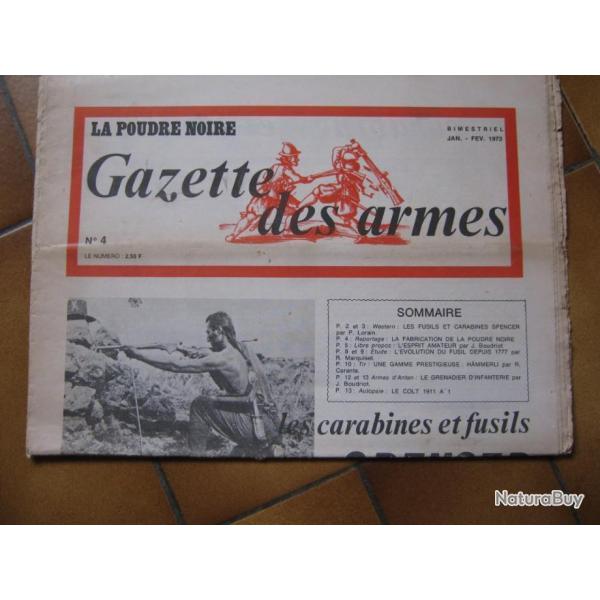 LA POUDRE NOIRE
BIMESTRIEL
JAN. - FEV. 1973
Gazette
des armes
N° 4
LE NUMERO : 2,50 F
SOMMAIRE
P. 2 et 3 : Western : LES FUSILS ET CARABINES SPENCER
par P. Lorain.
P. 4 : Reportage : LA FABRICATION DE LA POUDRE NOIRE
P. 5 : Libre propos : L'ESPRIT AMATEUR par J. Boudriot
P. 8 et 9 : Étude : L'EVOLUTION DU FUSIL DEPUIS 1777 par
R. Marquiset.
P. 10 : Tir : UNE GAMME PRESTIGIEUSE : HÄMMERLI par R.
Caranta.
P. 12 et 13 Armes d'Antan : LE GRENADIER D'INFANTERIE par
J. Boudriot.
P. 13 : Autopsie : LE COLT 1911 A 1
les carabines et fusils
SPENCER
NaturaBuy